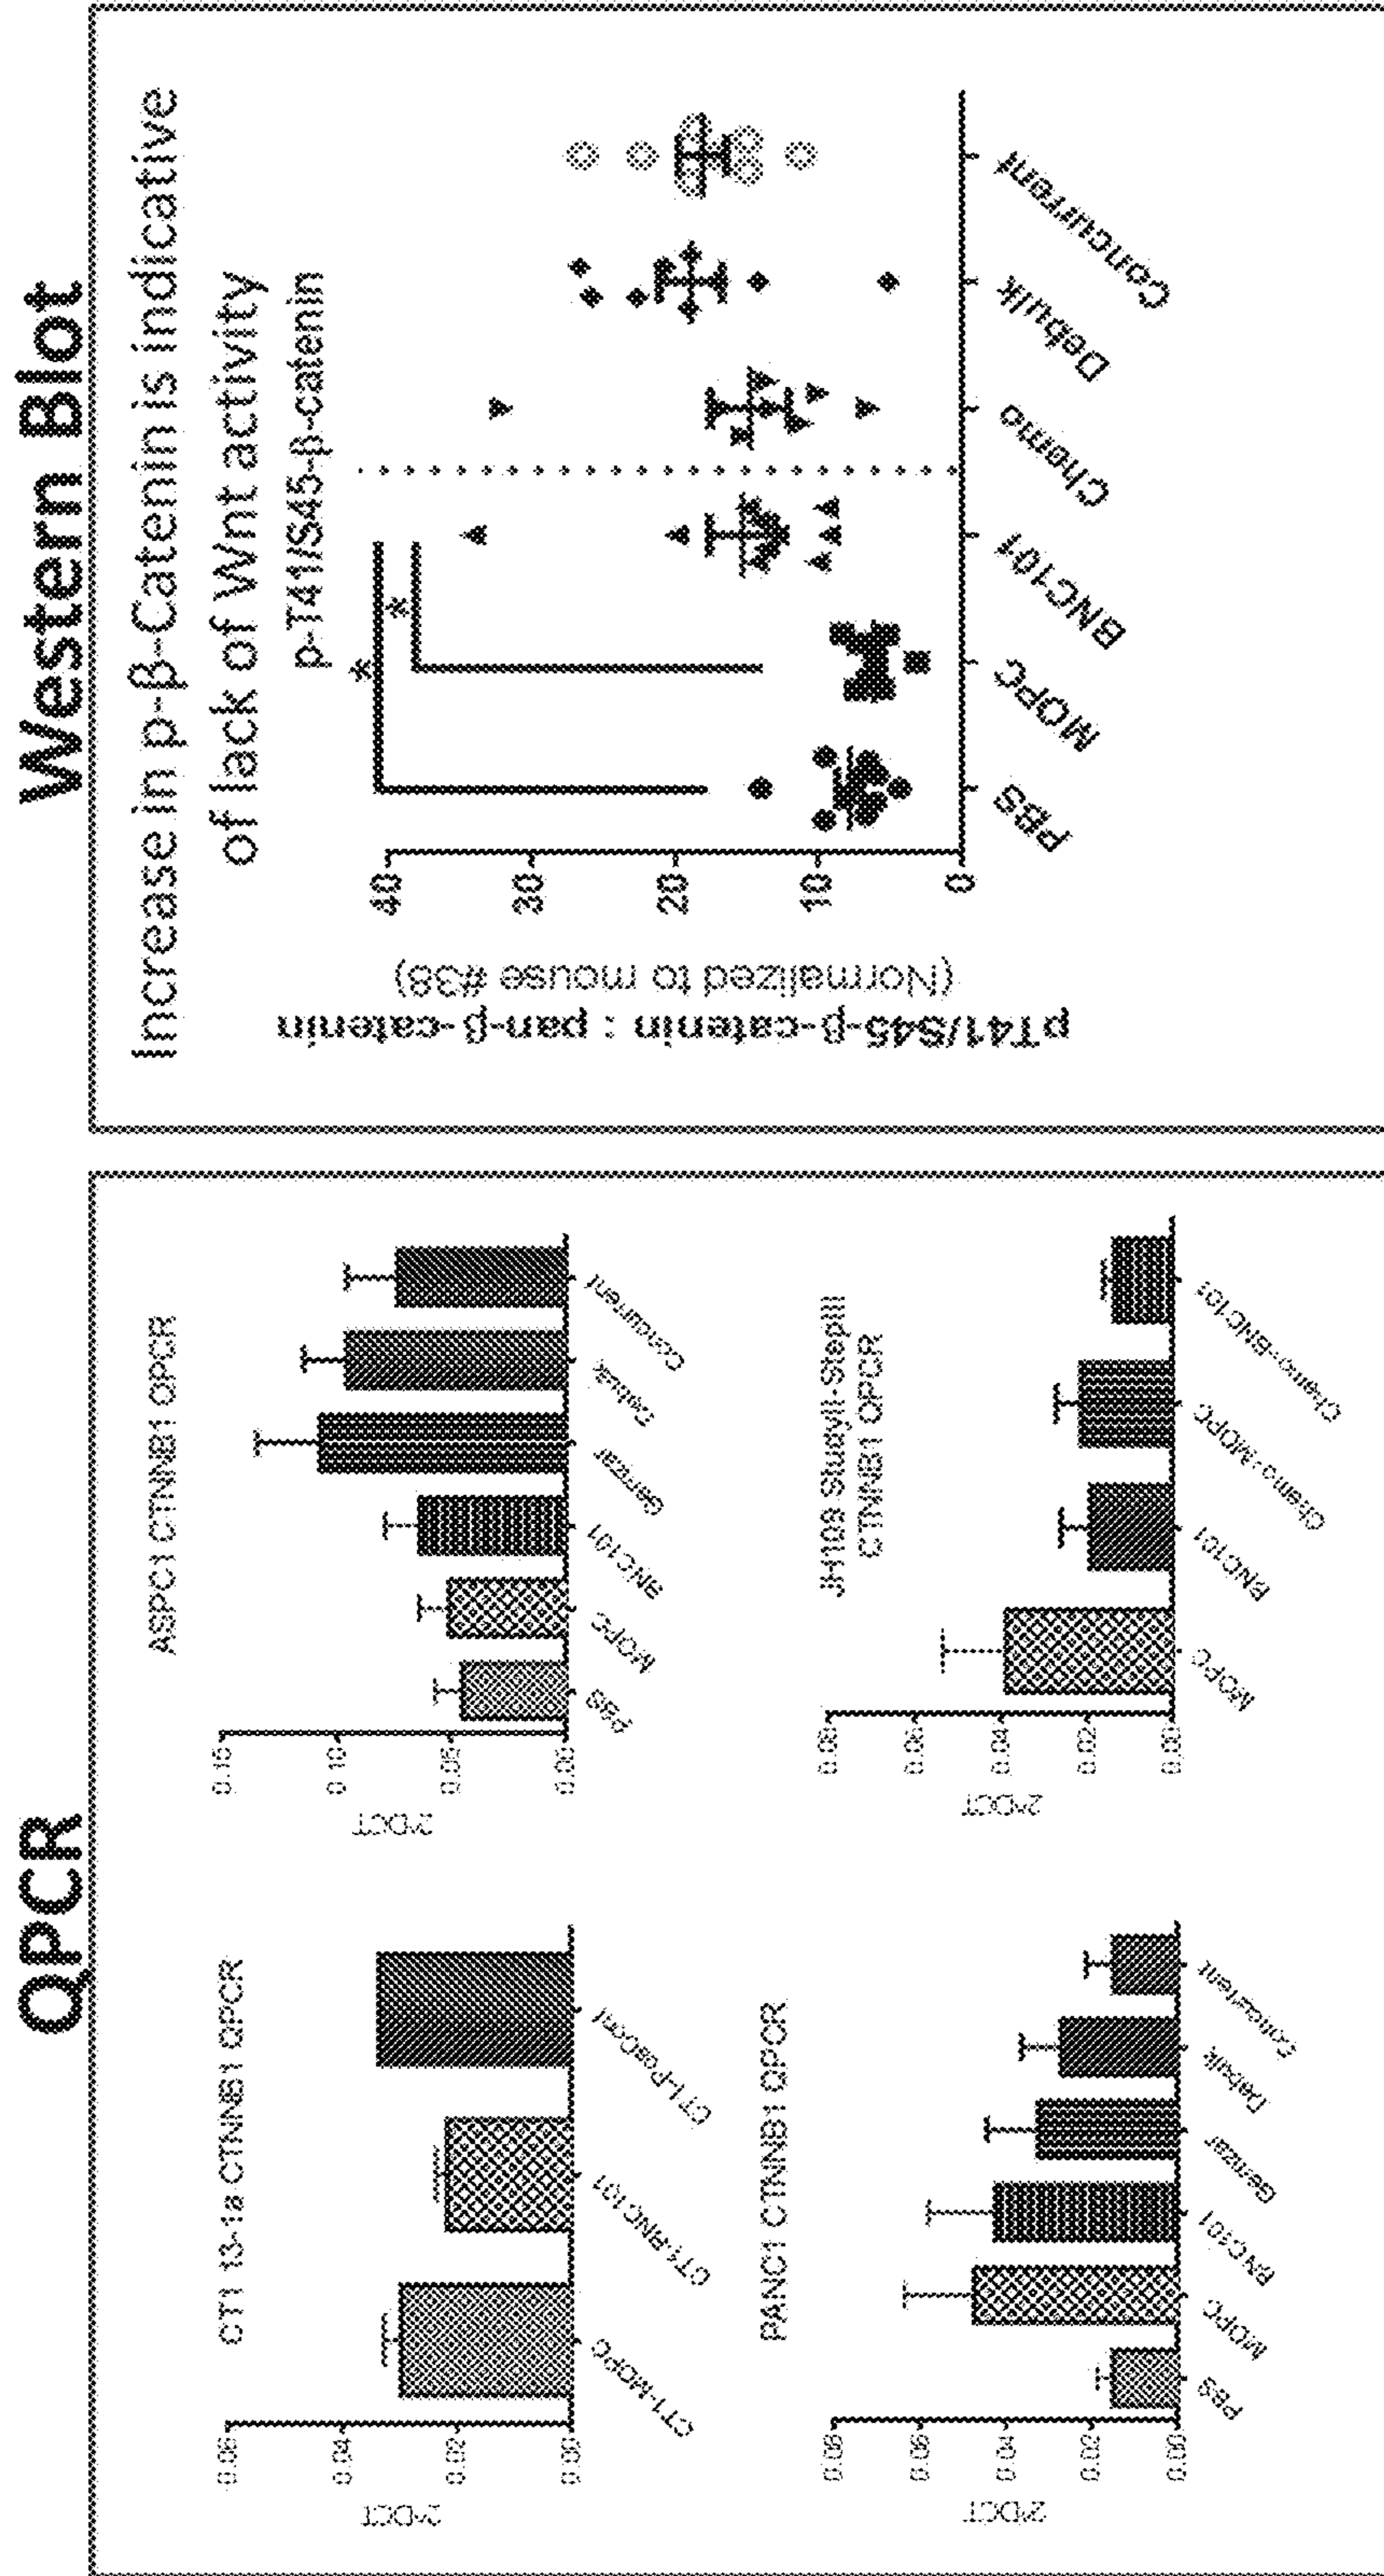 QPCR
CT1 13-1a CTNNB1 QPCR
2^DCT
0.06
0.04
0.02
0.00
CT1-MOPC
CT1-BNC101
CT1-PosCont
ASPC1 CTNNB1 QPCR
2^DCT
0.15
0.10
0.05
0.00
PBS
MOPC
BNC101
Gemzar
Debulk
Concurrent
PANC1 CTNNB1 QPCR
2^DCT
0.08
0.06
0.04
0.02
0.00
PBS
MOPC
BNC101
Gemzar
Debulk
Concurrent
JH109 StudyII-StepIII
CTNNB1 QPCR
2^DCT
0.08
0.06
0.04
0.02
0.00
MOPC
BNC101
Chemo+MOPC
Chemo+BNC101
Western Blot
Increase in p-β-Catenin is indicative
of lack of Wnt activity
p-T41/S45-β-catenin
pT41/S45-β-catenin : pan-β-catenin
(Normalized to mouse #38)
40
30
20
10
0
*
*
PBS
MOPC
BNC101
Chemo
Debulk
Concurrent